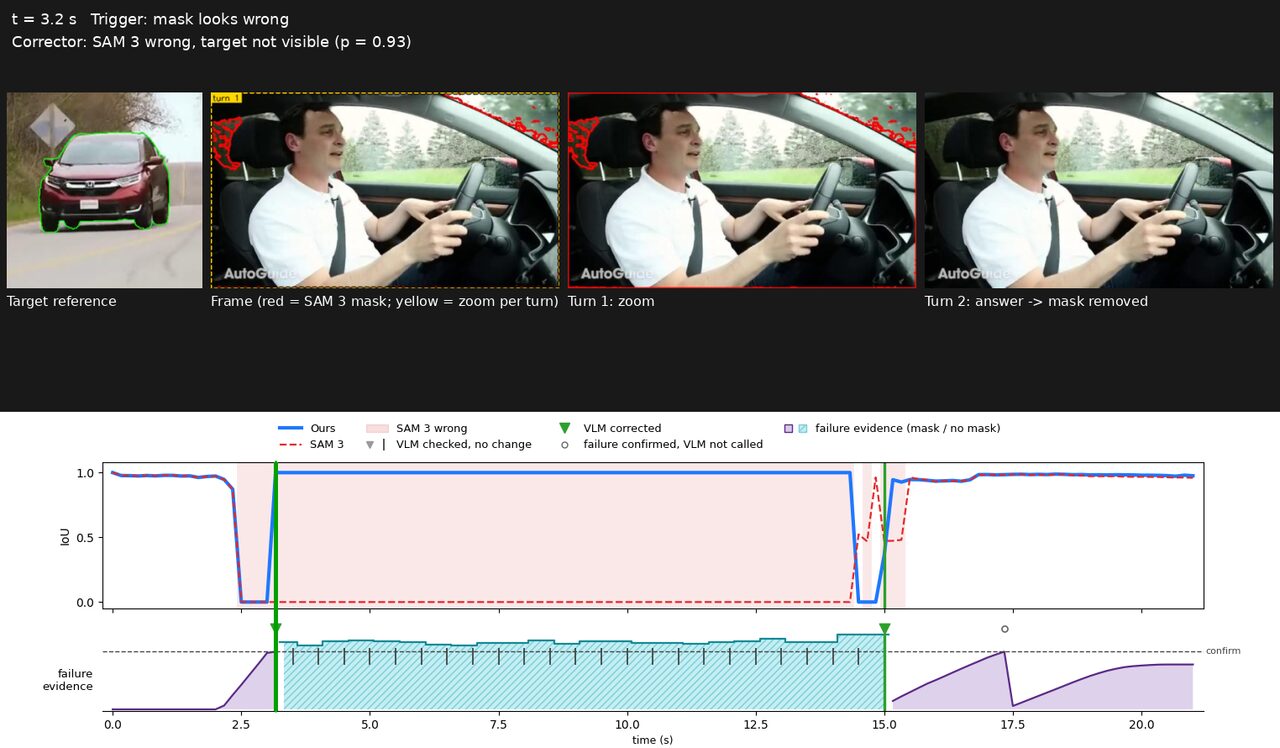 t = 3.2 s   Trigger: mask looks wrong
Corrector: SAM 3 wrong, target not visible (p = 0.93)
turn 1
AutoGuide
AutoGuide
AutoGuide
Target reference
Frame (red = SAM 3 mask; yellow = zoom per turn)
Turn 1: zoom
Turn 2: answer -> mask removed
Ours
SAM 3 wrong
VLM corrected
failure evidence (mask / no mask)
SAM 3
VLM checked, no change
failure confirmed, VLM not called
1.0
0.5
0.0
IoU
confirm
failure
evidence
0.0 2.5 5.0 7.5 10.0 12.5 15.0 17.5 20.0
time (s)